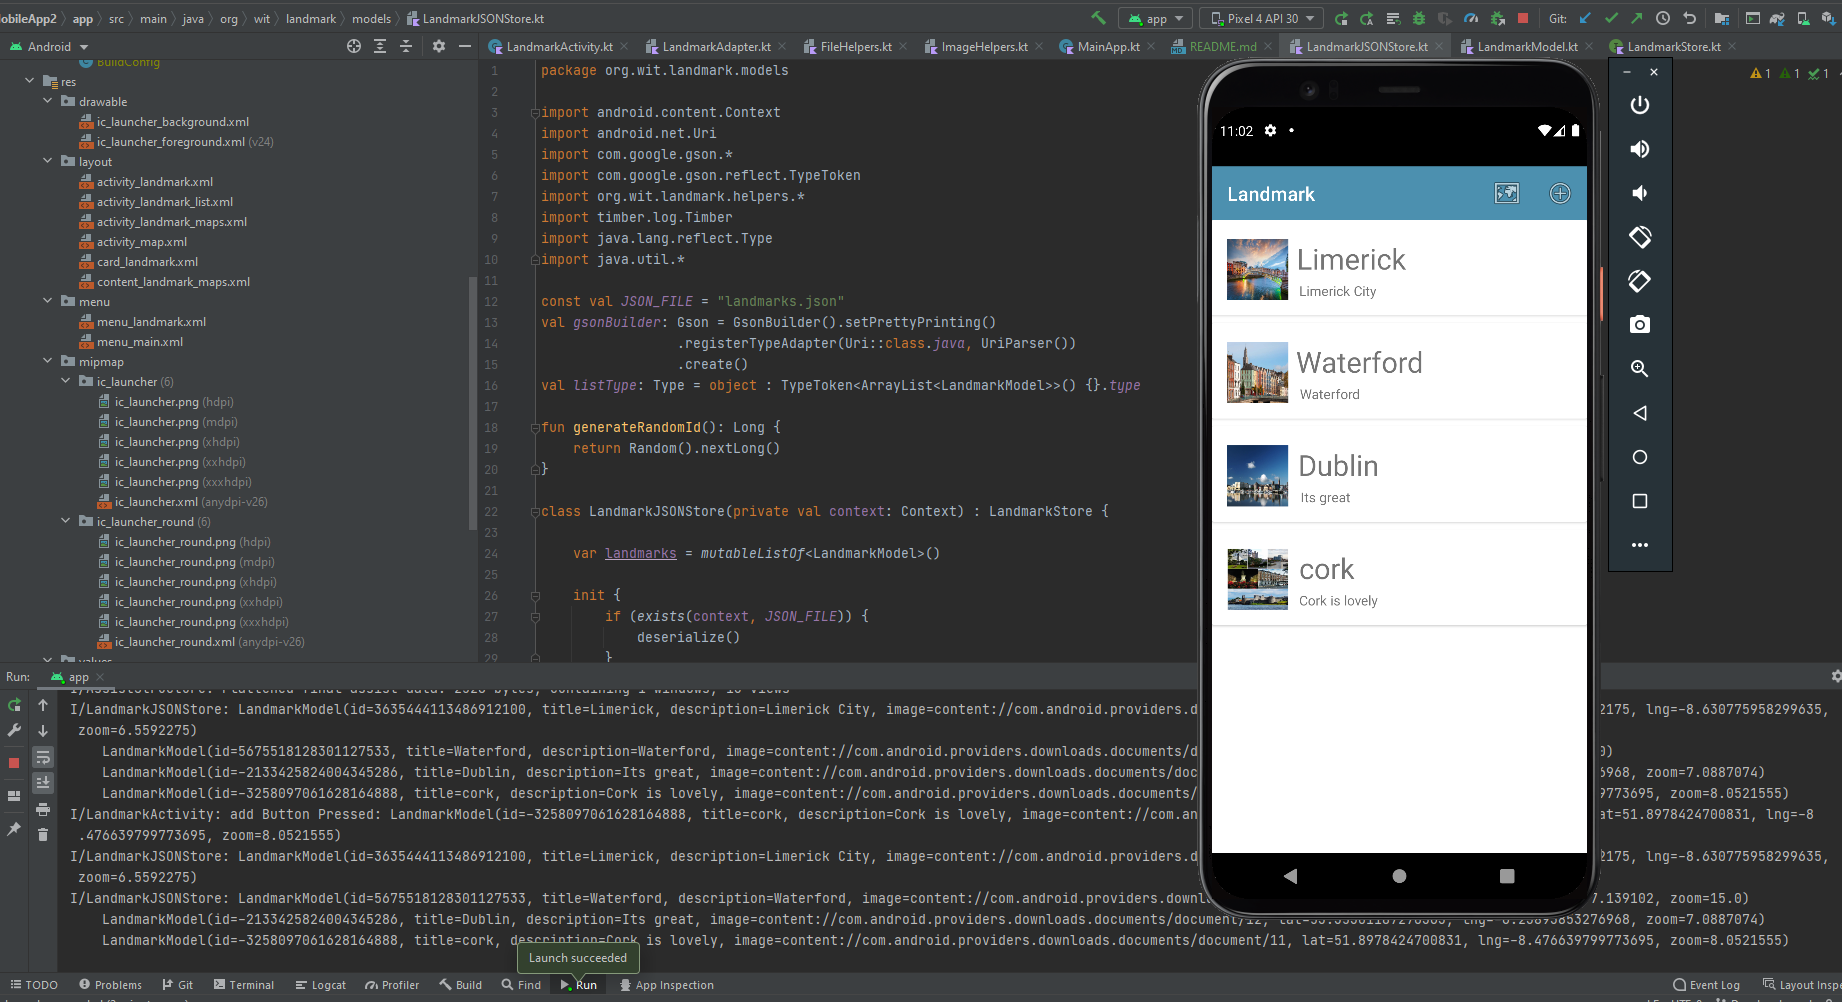 obileApp2 app src main java org wit landmark models LandmarkJSONStore.kt
app Pixel 4 API 30 Git:
Android
LandmarkActivity.kt LandmarkAdapter.kt FileHelpers.kt ImageHelpers.kt MainApp.kt README.md LandmarkJSONStore.kt LandmarkModel.kt LandmarkStore.kt
BuildConfig
res
drawable
ic_launcher_background.xml
ic_launcher_foreground.xml (v24)
layout
activity_landmark.xml
activity_landmark_list.xml
activity_landmark_maps.xml
activity_map.xml
card_landmark.xml
content_landmark_maps.xml
menu
menu_landmark.xml
menu_main.xml
mipmap
ic_launcher (6)
ic_launcher.png (hdpi)
ic_launcher.png (mdpi)
ic_launcher.png (xhdpi)
ic_launcher.png (xxhdpi)
ic_launcher.png (xxxhdpi)
ic_launcher.xml (anydpi-v26)
ic_launcher_round (6)
ic_launcher_round.png (hdpi)
ic_launcher_round.png (mdpi)
ic_launcher_round.png (xhdpi)
ic_launcher_round.png (xxhdpi)
ic_launcher_round.png (xxxhdpi)
ic_launcher_round.xml (anydpi-v26)
values
1 package org.wit.landmark.models
2
3 import android.content.Context
4 import android.net.Uri
5 import com.google.gson.*
6 import com.google.gson.reflect.TypeToken
7 import org.wit.landmark.helpers.*
8 import timber.log.Timber
9 import java.lang.reflect.Type
10 import java.util.*
11
12 const val JSON_FILE = "landmarks.json"
13 val gsonBuilder: Gson = GsonBuilder().setPrettyPrinting()
14 .registerTypeAdapter(Uri::class.java, UriParser())
15 .create()
16 val listType: Type = object : TypeToken<ArrayList<LandmarkModel>>() {}.type
17
18 fun generateRandomId(): Long {
19 return Random().nextLong()
20 }
21
22 class LandmarkJSONStore(private val context: Context) : LandmarkStore {
23
24 var landmarks = mutableListOf<LandmarkModel>()
25
26 init {
27 if (exists(context, JSON_FILE)) {
28 deserialize()
29 }
1 1 1
11:02
Landmark
Limerick
Limerick City
Waterford
Waterford
Dublin
Its great
cork
Cork is lovely
Run: app
I/AssistStructure: Flattened final assist data: 2528 bytes, containing 1 windows, 16 views
I/LandmarkJSONStore: LandmarkModel(id=3635444113486912100, title=Limerick, description=Limerick City, image=content://com.android.providers.d 2175, lng=-8.630775958299635,
zoom=6.5592275)
LandmarkModel(id=5675518128301127533, title=Waterford, description=Waterford, image=content://com.android.providers.downloads.documents/d 0)
LandmarkModel(id=-2133425824004345286, title=Dublin, description=Its great, image=content://com.android.providers.downloads.documents/doc 6968, zoom=7.0887074)
LandmarkModel(id=-3258097061628164888, title=cork, description=Cork is lovely, image=content://com.android.providers.downloads.documents/ 9773695, zoom=8.0521555)
I/LandmarkActivity: add Button Pressed: LandmarkModel(id=-3258097061628164888, title=cork, description=Cork is lovely, image=content://com.an at=51.8978424700831, lng=-8
.476639799773695, zoom=8.0521555)
I/LandmarkJSONStore: LandmarkModel(id=3635444113486912100, title=Limerick, description=Limerick City, image=content://com.android.providers.d 2175, lng=-8.630775958299635,
zoom=6.5592275)
I/LandmarkJSONStore: LandmarkModel(id=5675518128301127533, title=Waterford, description=Waterford, image=content://com.android.providers.downl 7.139102, zoom=15.0)
LandmarkModel(id=-2133425824004345286, title=Dublin, description=Its great, image=content://com.android.providers.downloads.documents/document/12, zoom=7.0887074)
LandmarkModel(id=-3258097061628164888, title=cork, description=Cork is lovely, image=content://com.android.providers.downloads.documents/document/11, lat=51.8978424700831, lng=-8.476639799773695, zoom=8.0521555)
Launch succeeded
TODO Problems Git Terminal Logcat Profiler Build Find Run App Inspection Event Log Layout Inspe